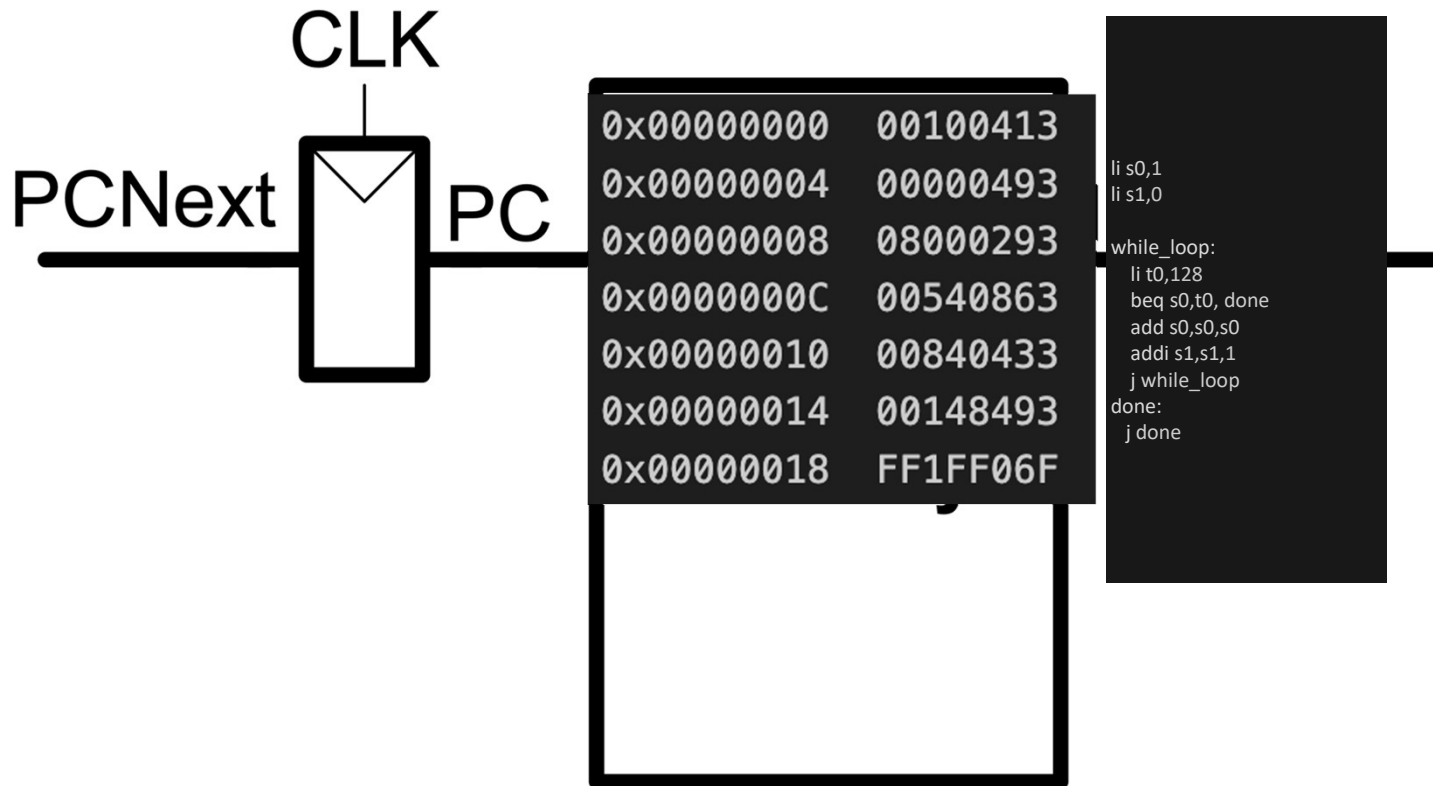 CLK
PCNext
PC
0x00000000 00100413
0x00000004 00000493
0x00000008 08000293
0x0000000C 00540863
0x00000010 00840433
0x00000014 00148493
0x00000018 FF1FF06F
li s0,1
li s1,0
while_loop:
li t0,128
beq s0,t0, done
add s0,s0,s0
addi s1,s1,1
j while_loop
done:
j done